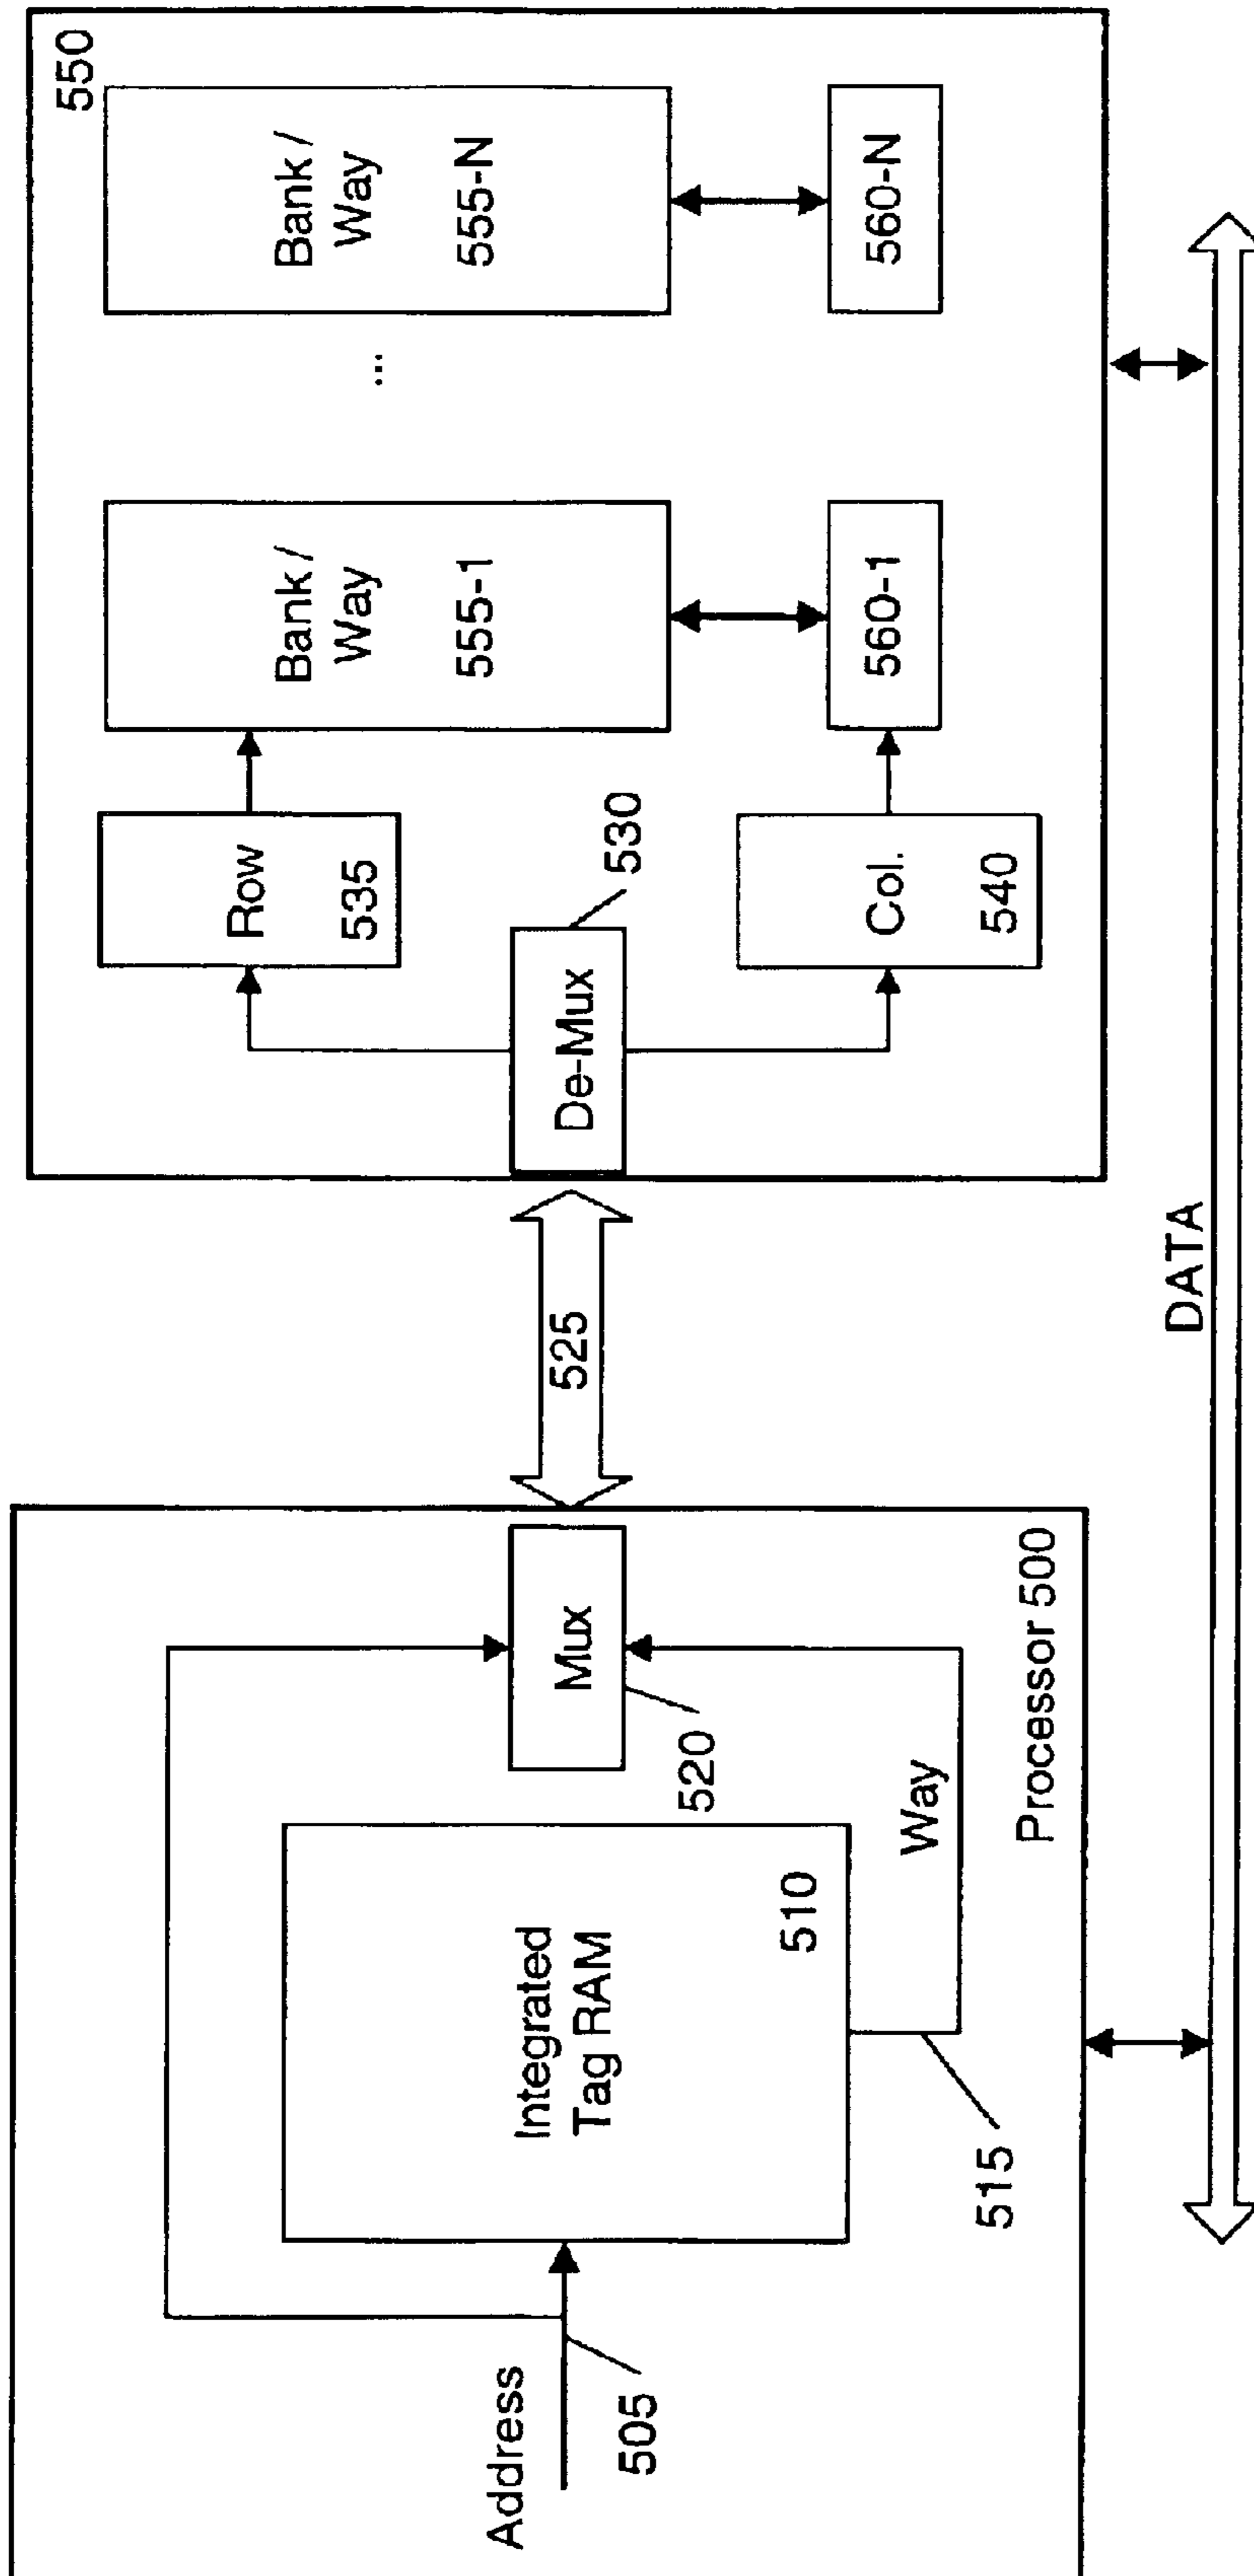 Address
505
Integrated
Tag RAM
510
515
Way
Mux
520
Processor 500
525
550
De-Mux
530
Row
535
Col.
540
Bank /
Way
555-1
560-1
...
Bank /
Way
555-N
560-N
DATA